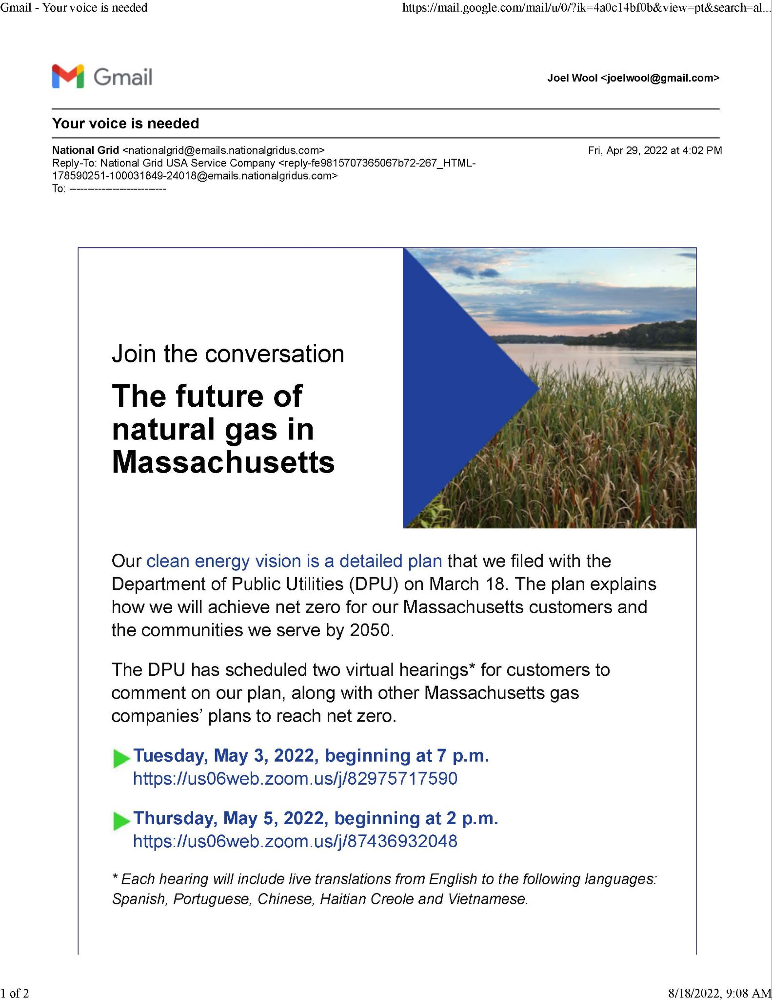 Gmail - Your voice is needed
https://mail.google.com/mail/u/0/?ik=4a0c14bf0b&view=pt&search=al...
Gmail
Joel Wool <joelwool@gmail.com>
Your voice is needed
National Grid <nationalgrid@emails.nationalgridus.com>
Fri, Apr 29, 2022 at 4:02 PM
Reply-To: National Grid USA Service Company <reply-fe9815707365067b72-267_HTML-
178590251-100031849-24018@emails.nationalgridus.com>
To: ---------------------------
Join the conversation
The future of
natural gas in
Massachusetts
Our clean energy vision is a detailed plan that we filed with the
Department of Public Utilities (DPU) on March 18. The plan explains
how we will achieve net zero for our Massachusetts customers and
the communities we serve by 2050.
The DPU has scheduled two virtual hearings* for customers to
comment on our plan, along with other Massachusetts gas
companies’ plans to reach net zero.
Tuesday, May 3, 2022, beginning at 7 p.m.
https://us06web.zoom.us/j/82975717590
Thursday, May 5, 2022, beginning at 2 p.m.
https://us06web.zoom.us/j/87436932048
* Each hearing will include live translations from English to the following languages:
Spanish, Portuguese, Chinese, Haitian Creole and Vietnamese.
1 of 2
8/18/2022, 9:08 AM